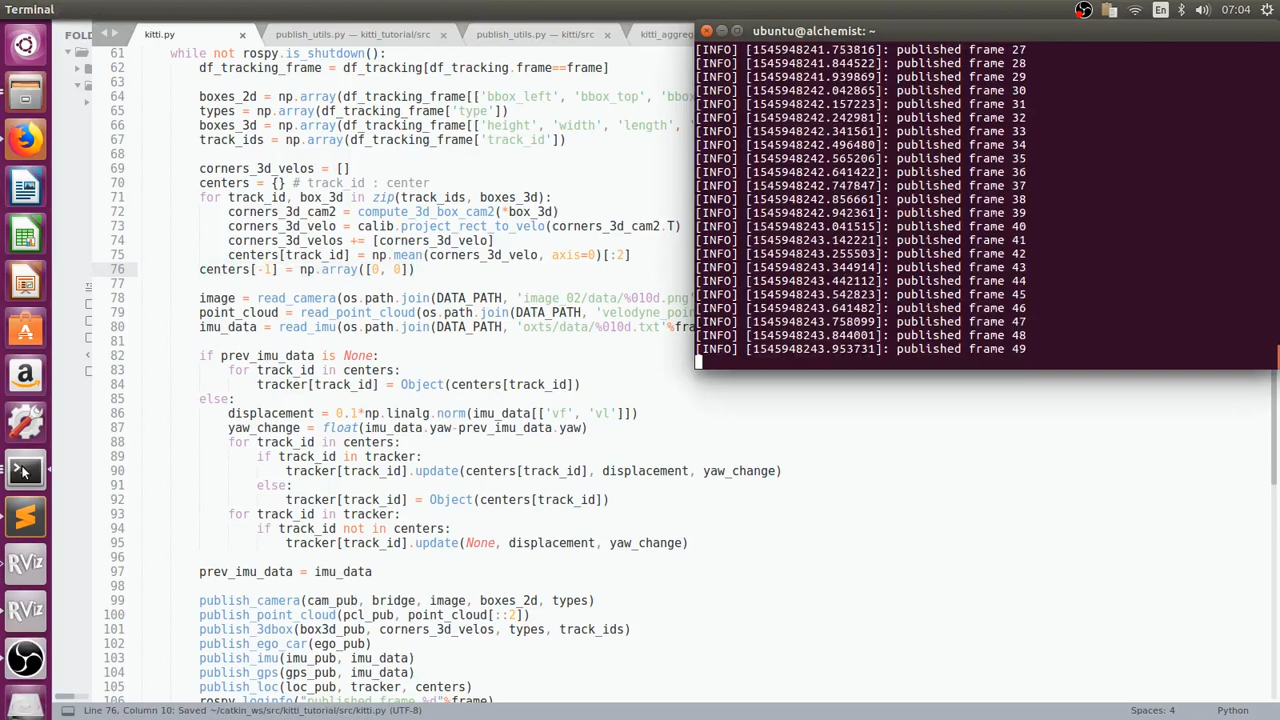 Terminal
En
07:04
FOLD
kitti.py
publish_utils.py — kitti_tutorial/src
publish_utils.py — kitti/src
kitti_aggreg
ubuntu@alchemist: ~
61 while not rospy.is_shutdown():
62 df_tracking_frame = df_tracking[df_tracking.frame==frame]
63
64 boxes_2d = np.array(df_tracking_frame[['bbox_left', 'bbox_top', 'bbox
65 types = np.array(df_tracking_frame['type'])
66 boxes_3d = np.array(df_tracking_frame[['height', 'width', 'length', '
67 track_ids = np.array(df_tracking_frame['track_id'])
68
69 corners_3d_velos = []
70 centers = {} # track_id : center
71 for track_id, box_3d in zip(track_ids, boxes_3d):
72 corners_3d_cam2 = compute_3d_box_cam2(*box_3d)
73 corners_3d_velo = calib.project_rect_to_velo(corners_3d_cam2.T)
74 corners_3d_velos += [corners_3d_velo]
75 centers[track_id] = np.mean(corners_3d_velo, axis=0)[:2]
76 centers[-1] = np.array([0, 0])
77
78 image = read_camera(os.path.join(DATA_PATH, 'image_02/data/%010d.png'
79 point_cloud = read_point_cloud(os.path.join(DATA_PATH, 'velodyne_poin
80 imu_data = read_imu(os.path.join(DATA_PATH, 'oxts/data/%010d.txt'%fra
81
82 if prev_imu_data is None:
83 for track_id in centers:
84 tracker[track_id] = Object(centers[track_id])
85 else:
86 displacement = 0.1*np.linalg.norm(imu_data[['vf', 'vl']])
87 yaw_change = float(imu_data.yaw-prev_imu_data.yaw)
88 for track_id in centers:
89 if track_id in tracker:
90 tracker[track_id].update(centers[track_id], displacement, yaw_change)
91 else:
92 tracker[track_id] = Object(centers[track_id])
93 for track_id in tracker:
94 if track_id not in centers:
95 tracker[track_id].update(None, displacement, yaw_change)
96
97 prev_imu_data = imu_data
98
99 publish_camera(cam_pub, bridge, image, boxes_2d, types)
100 publish_point_cloud(pcl_pub, point_cloud[::2])
101 publish_3dbox(box3d_pub, corners_3d_velos, types, track_ids)
102 publish_ego_car(ego_pub)
103 publish_imu(imu_pub, imu_data)
104 publish_gps(gps_pub, imu_data)
105 publish_loc(loc_pub, tracker, centers)
106 rospy.loginfo("published frame %d"%frame)
[INFO] [1545948241.753816]: published frame 27
[INFO] [1545948241.844522]: published frame 28
[INFO] [1545948241.939869]: published frame 29
[INFO] [1545948242.042865]: published frame 30
[INFO] [1545948242.157223]: published frame 31
[INFO] [1545948242.242981]: published frame 32
[INFO] [1545948242.341561]: published frame 33
[INFO] [1545948242.496480]: published frame 34
[INFO] [1545948242.565206]: published frame 35
[INFO] [1545948242.641422]: published frame 36
[INFO] [1545948242.747847]: published frame 37
[INFO] [1545948242.856661]: published frame 38
[INFO] [1545948242.942361]: published frame 39
[INFO] [1545948243.041515]: published frame 40
[INFO] [1545948243.142221]: published frame 41
[INFO] [1545948243.255503]: published frame 42
[INFO] [1545948243.344914]: published frame 43
[INFO] [1545948243.442112]: published frame 44
[INFO] [1545948243.542823]: published frame 45
[INFO] [1545948243.641482]: published frame 46
[INFO] [1545948243.758099]: published frame 47
[INFO] [1545948243.844001]: published frame 48
[INFO] [1545948243.953731]: published frame 49
RViz
RViz
Line 76, Column 10; Saved ~/catkin_ws/src/kitti_tutorial/src/kitti.py (UTF-8)
Spaces: 4
Python